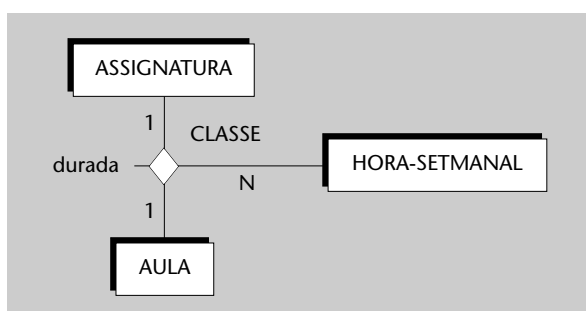 ASSIGNATURA
1
CLASSE
durada
HORA-SETMANAL
N
1
AULA